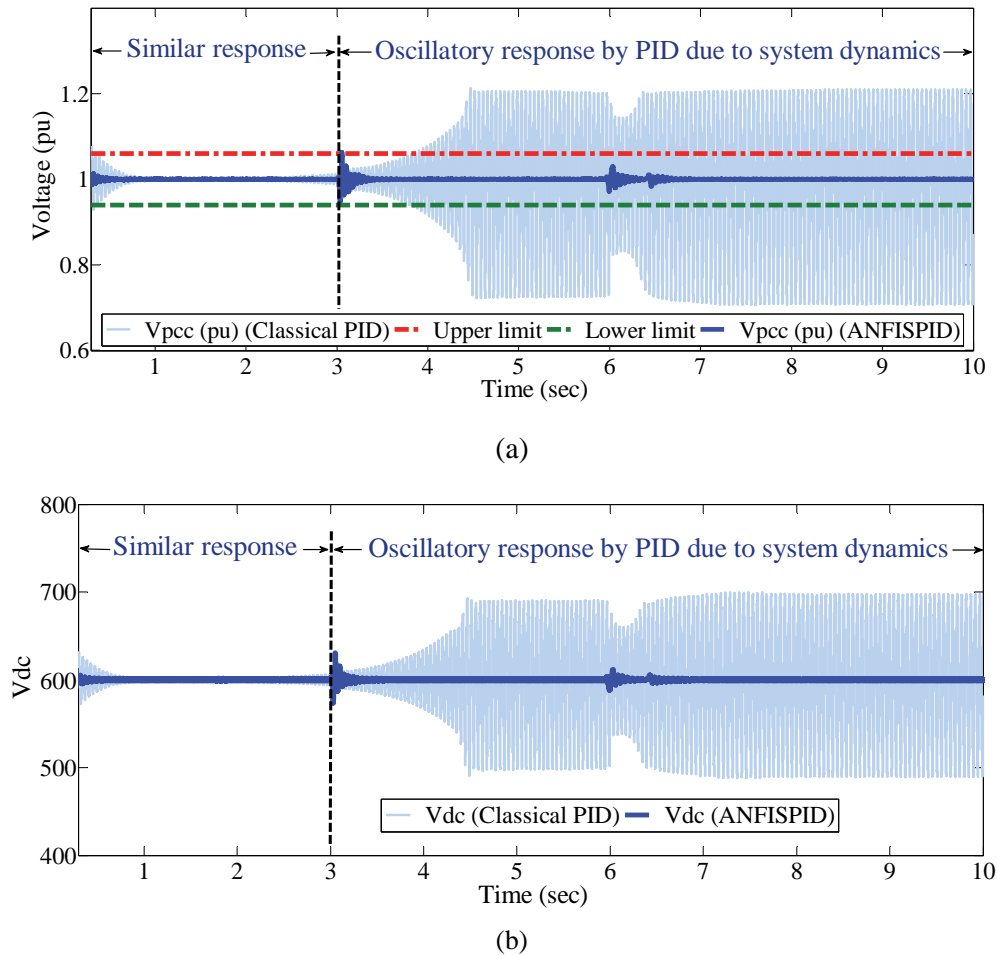 Similar response
Oscillatory response by PID due to system dynamics
Voltage (pu)
1.2
1
0.8
0.6
Vpcc (pu) (Classical PID) Upper limit Lower limit Vpcc (pu) (ANFISPID)
1 2 3 4 5 6 7 8 9 10
Time (sec)
(a)
Similar response
Oscillatory response by PID due to system dynamics
Vdc
800
700
600
500
400
Vdc (Classical PID) Vdc (ANFISPID)
1 2 3 4 5 6 7 8 9 10
Time (sec)
(b)